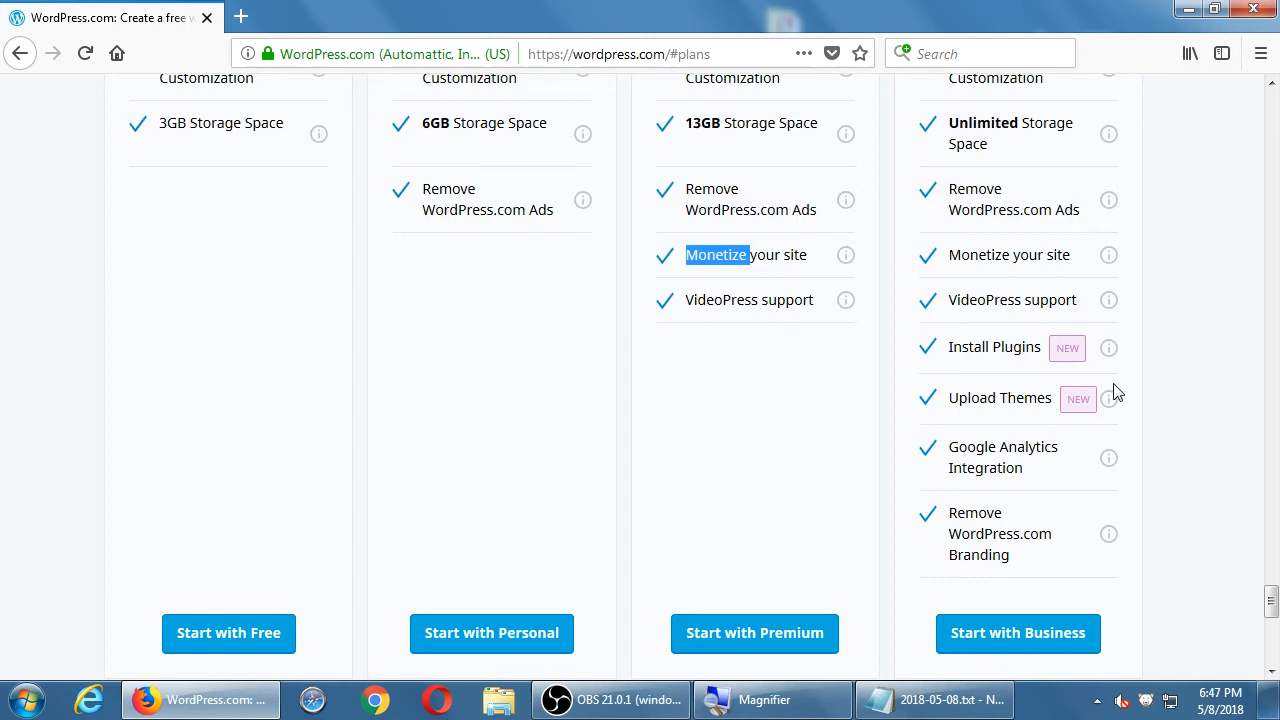 WordPress.com: Create a free w
WordPress.com (Automattic, In... (US)
https://wordpress.com/#plans
Search
Customization
Customization
Customization
Customization
3GB Storage Space
6GB Storage Space
13GB Storage Space
Unlimited Storage
Space
Remove
WordPress.com Ads
Remove
WordPress.com Ads
Remove
WordPress.com Ads
Monetize your site
Monetize your site
VideoPress support
VideoPress support
Install Plugins NEW
Upload Themes NEW
Google Analytics
Integration
Remove
WordPress.com
Branding
Start with Free
Start with Personal
Start with Premium
Start with Business
WordPress.com: ...
OBS 21.0.1 (windo...
Magnifier
2018-05-08.txt - N...
6:47 PM
5/8/2018